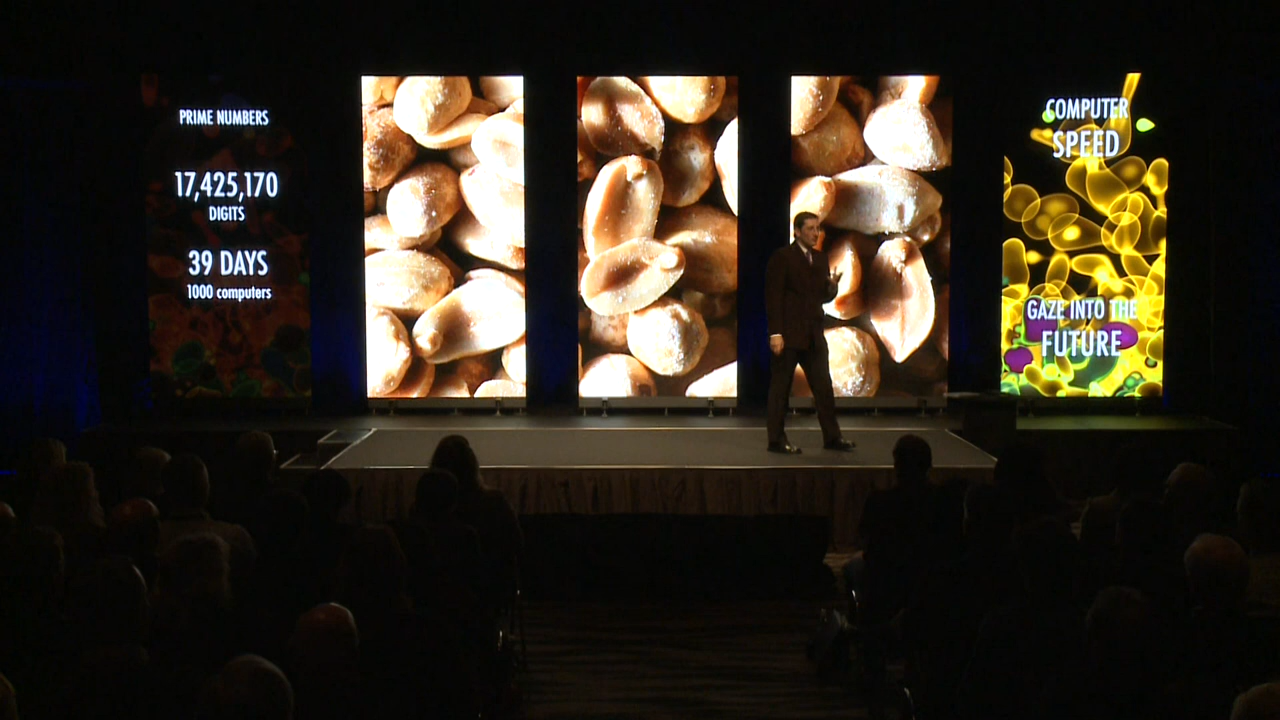 PRIME NUMBERS
17,425,170
DIGITS
39 DAYS
1000 computers
COMPUTER
SPEED
GAZE INTO THE
FUTURE